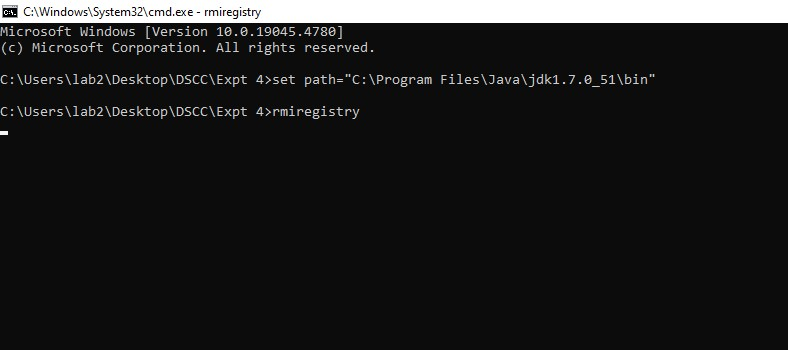 C:\Windows\System32\cmd.exe - rmiregistry
Microsoft Windows [Version 10.0.19045.4780]
(c) Microsoft Corporation. All rights reserved.
C:\Users\lab2\Desktop\DSCC\Expt 4>set path="C:\Program Files\Java\jdk1.7.0_51\bin"
C:\Users\lab2\Desktop\DSCC\Expt 4>rmiregistry